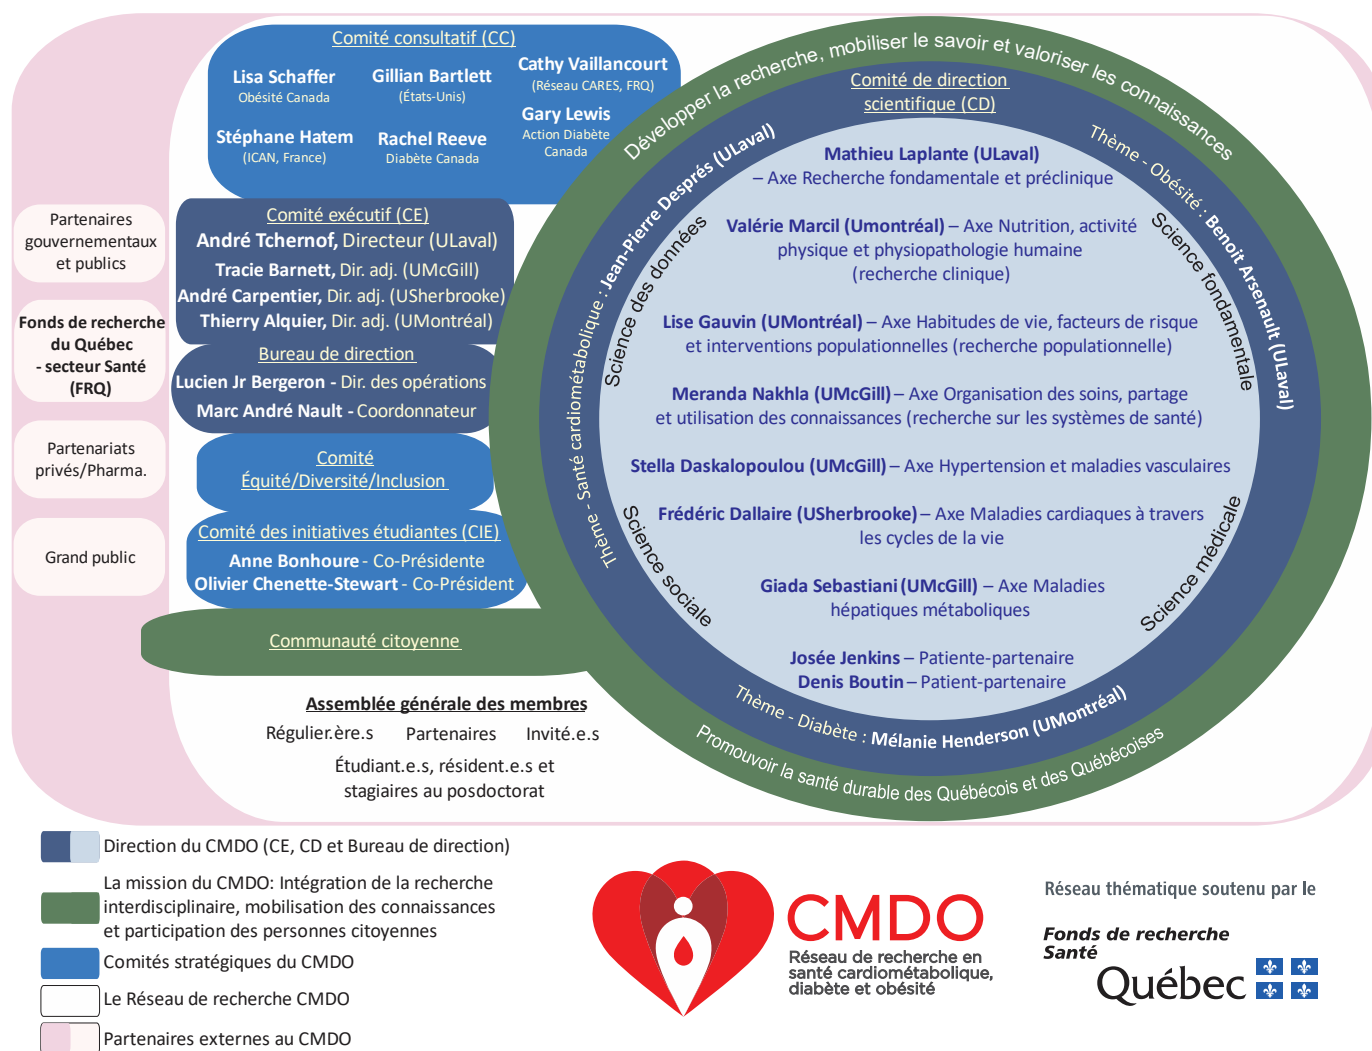 Comité consultatif (CC)
Lisa Schaffer
Obésité Canada
Gillian Bartlett
(États-Unis)
Cathy Vaillancourt
(Réseau CARES, FRQ)
Stéphane Hatem
(ICAN, France)
Rachel Reeve
Diabète Canada
Gary Lewis
Action Diabète
Canada
Partenaires
gouvernementaux
et publics
Fonds de recherche
du Québec
- secteur Santé
(FRQ)
Partenariats
privés/Pharma.
Grand public
Comité exécutif (CE)
André Tchernof, Directeur (ULaval)
Tracie Barnett, Dir. adj. (UMcGill)
André Carpentier, Dir. adj. (USherbrooke)
Thierry Alquier, Dir. adj. (UMontréal)
Bureau de direction
Lucien Jr Bergeron - Dir. des opérations
Marc André Nault - Coordonnateur
Comité
Équité/Diversité/Inclusion
Comité des initiatives étudiantes (CIE)
Anne Bonhoure - Co-Présidente
Olivier Chenette-Stewart - Co-Président
Communauté citoyenne
Assemblée générale des membres
Régulier.ère.s Partenaires Invité.e.s
Étudiant.e.s, résident.e.s et
stagiaires au posdoctorat
Développer la recherche, mobiliser le savoir et valoriser les connaissances
Comité de direction
scientifique (CD)
Thème - Santé cardiométabolique : Jean-Pierre Després (ULaval)
Thème - Obésité : Benoit Arsenault (ULaval)
Science des données
Science fondamentale
Mathieu Laplante (ULaval)
– Axe Recherche fondamentale et préclinique
Valérie Marcil (Umontréal) – Axe Nutrition, activité
physique et physiopathologie humaine
(recherche clinique)
Lise Gauvin (UMontréal) – Axe Habitudes de vie, facteurs de risque
et interventions populationnelles (recherche populationnelle)
Meranda Nakhla (UMcGill) – Axe Organisation des soins, partage
et utilisation des connaissances (recherche sur les systèmes de santé)
Stella Daskalopoulou (UMcGill) – Axe Hypertension et maladies vasculaires
Frédéric Dallaire (USherbrooke) – Axe Maladies cardiaques à travers
les cycles de la vie
Giada Sebastiani (UMcGill) – Axe Maladies
hépatiques métaboliques
Josée Jenkins – Patiente-partenaire
Denis Boutin – Patient-partenaire
Science sociale
Science médicale
Thème - Diabète : Mélanie Henderson (UMontréal)
Promouvoir la santé durable des Québécois et des Québécoises
Direction du CMDO (CE, CD et Bureau de direction)
La mission du CMDO: Intégration de la recherche
interdisciplinaire, mobilisation des connaissances
et participation des personnes citoyennes
Comités stratégiques du CMDO
Le Réseau de recherche CMDO
Partenaires externes au CMDO
CMDO
Réseau de recherche en
santé cardiométabolique,
diabète et obésité
Réseau thématique soutenu par le
Fonds de recherche
Santé
Québec